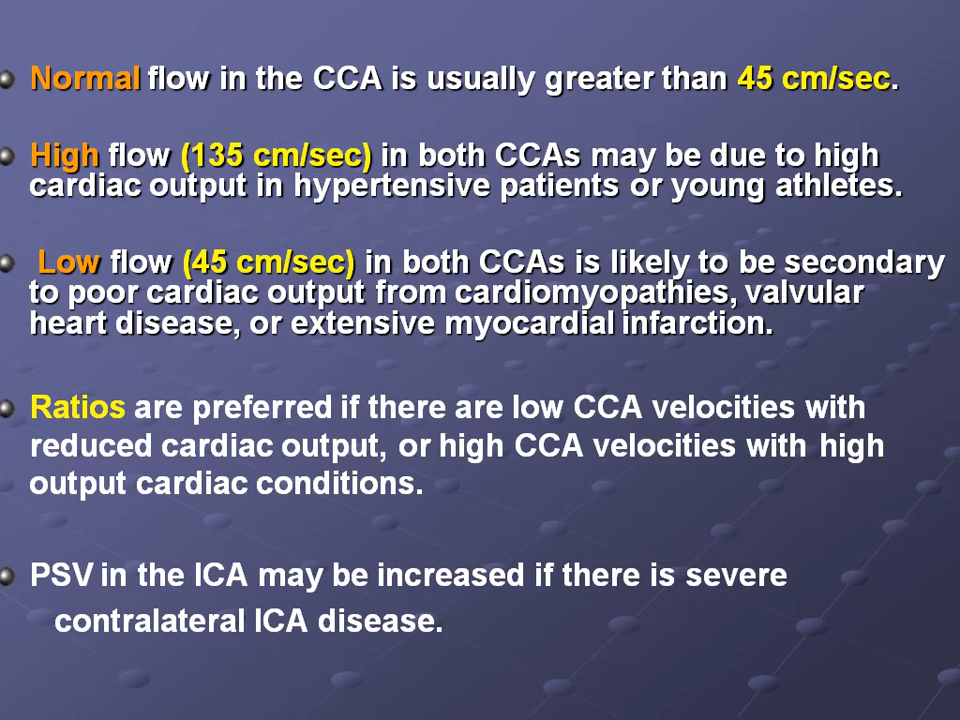 Normal flow in the CCA is usually greater than 45 cm/sec.
High flow (135 cm/sec) in both CCAs may be due to high
cardiac output in hypertensive patients or young athletes.
Low flow (45 cm/sec) in both CCAs is likely to be secondary
to poor cardiac output from cardiomyopathies, valvular
heart disease, or extensive myocardial infarction.
Ratios are preferred if there are low CCA velocities with
reduced cardiac output, or high CCA velocities with high
output cardiac conditions.
PSV in the ICA may be increased if there is severe
contralateral ICA disease.